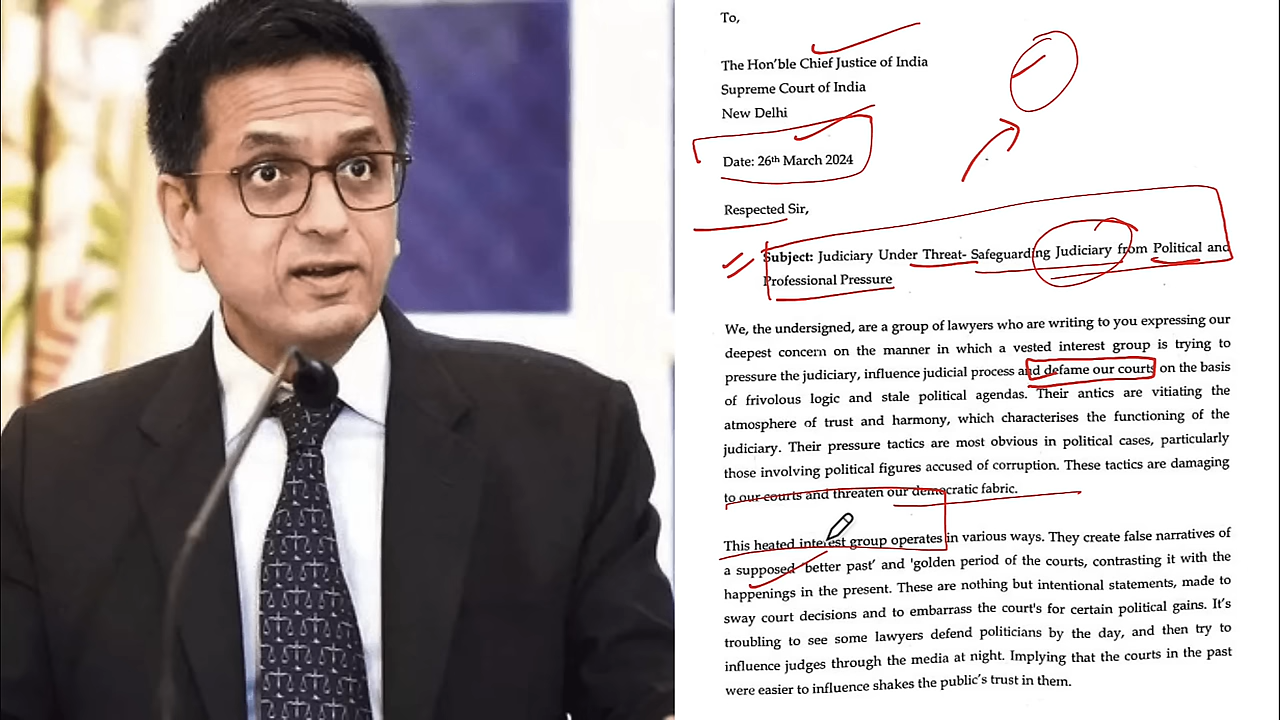 To,
The Hon'ble Chief Justice of India
Supreme Court of India
New Delhi
Date: 26th March 2024
Respected Sir,
Subject: Judiciary Under Threat- Safeguarding Judiciary from Political and
Professional Pressure
We, the undersigned, are a group of lawyers who are writing to you expressing our
deepest concern on the manner in which a vested interest group is trying to
pressure the judiciary, influence judicial process and defame our courts on the basis
of frivolous logic and stale political agendas. Their antics are vitiating the
atmosphere of trust and harmony, which characterises the functioning of the
judiciary. Their pressure tactics are most obvious in political cases, particularly
those involving political figures accused of corruption. These tactics are damaging
to our courts and threaten our democratic fabric.
This heated interest group operates in various ways. They create false narratives of
a supposed 'better past' and 'golden period of the courts, contrasting it with the
happenings in the present. These are nothing but intentional statements, made to
sway court decisions and to embarrass the court's for certain political gains. It's
troubling to see some lawyers defend politicians by the day, and then try to
influence judges through the media at night. Implying that the courts in the past
were easier to influence shakes the public's trust in them.